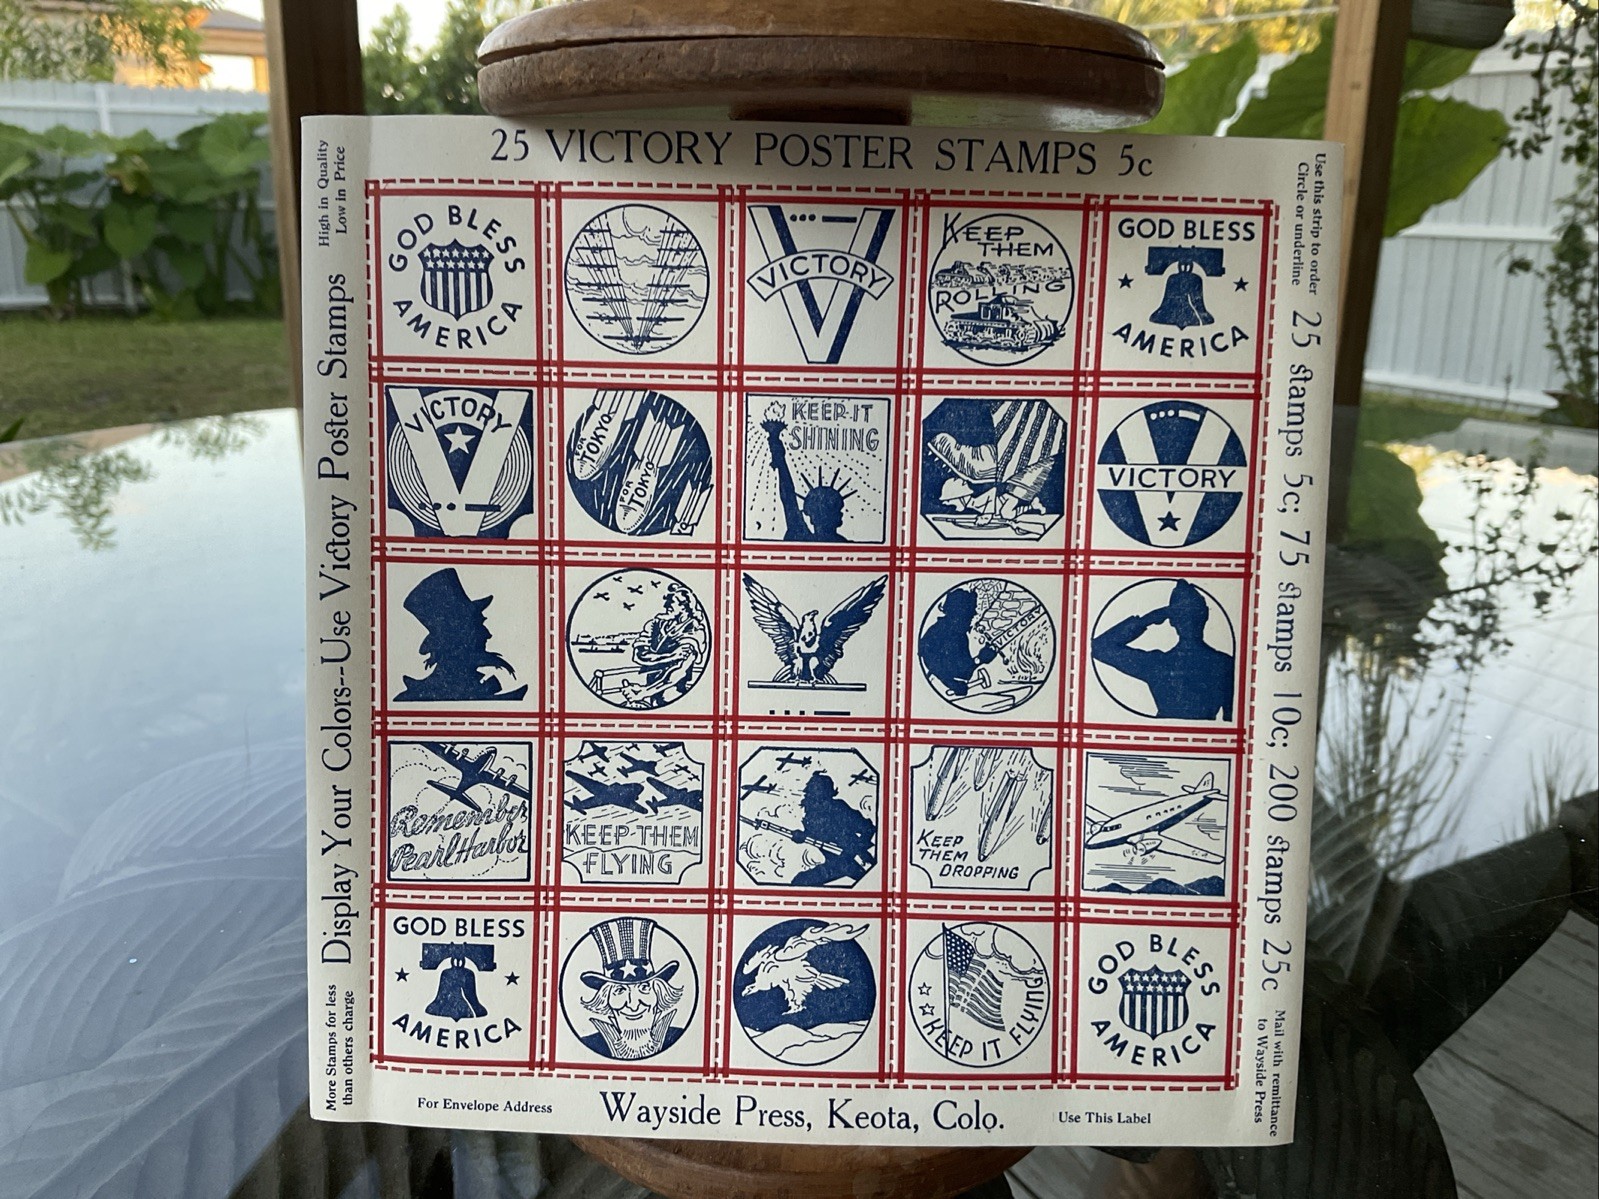 25 VICTORY POSTER STAMPS 5c
High in Quality
Low in Price
Display Your Colors--Use Victory Poster Stamps
More Stamps for less
than others charge
GOD BLESS
AMERICA
VICTORY
KEEP
THEM
ROLLING
GOD BLESS
AMERICA
VICTORY
FOR
TOKYO
FOR
TOKYO
KEEP IT
SHINING
VICTORY
VICTORY
Remember
Pearl Harbor
KEEP THEM
FLYING
KEEP
THEM
DROPPING
GOD BLESS
AMERICA
KEEP IT FLYING
GOD BLESS
AMERICA
Use this strip to order
Circle or underline
25 stamps 5c; 75 stamps 10c; 200 stamps 25c
Mail with remittance
to Wayside Press
For Envelope Address
Wayside Press, Keota, Colo.
Use This Label